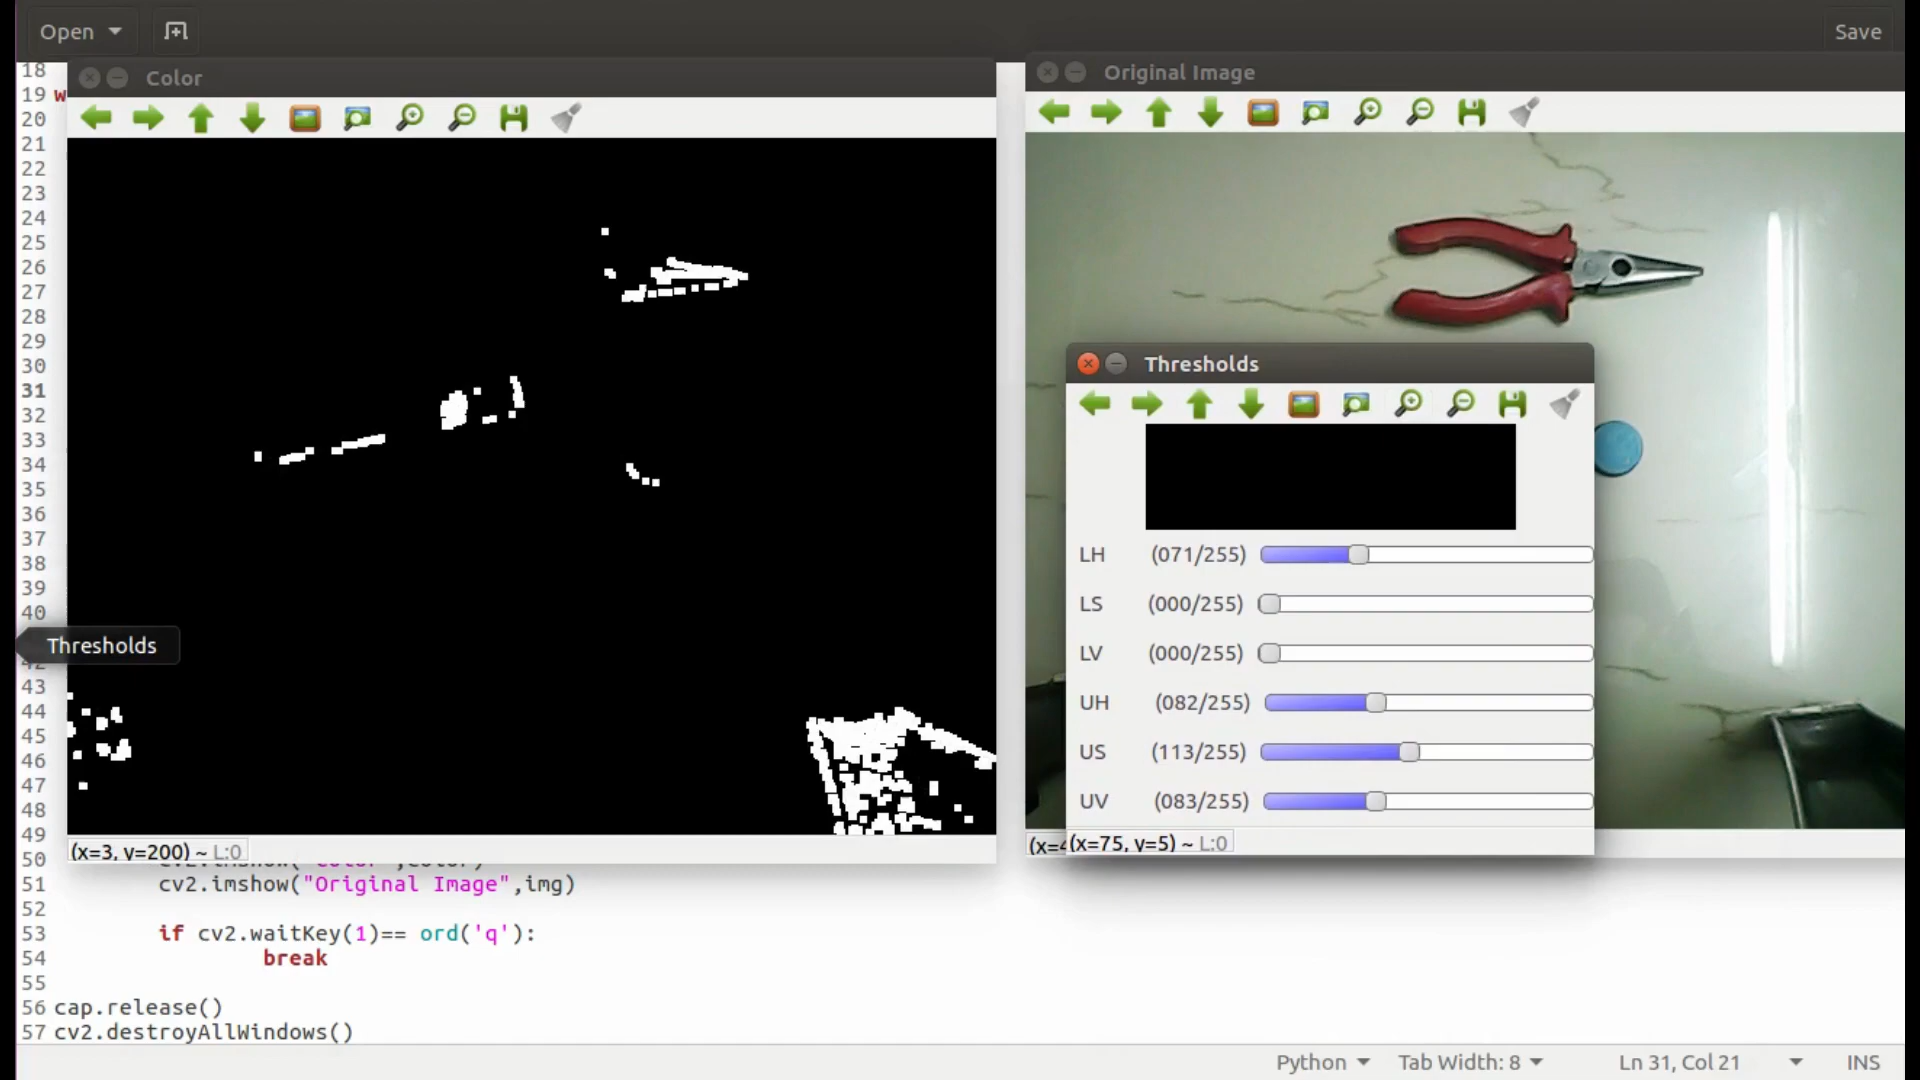 Open
Save
Color
Original Image
18
19 w
20
21
22
23
24
25
26
27
28
29
30
31
32
33
34
35
36
37
38
39
40
Thresholds
43
44
45
46
47
48
49
50
51 cv2.imshow("Original Image",img)
52
53 if cv2.waitKey(1)== ord('q'):
54 break
55
56 cap.release()
57 cv2.destroyAllWindows()
(x=3, y=200) ~ L:0
Thresholds
LH (071/255)
LS (000/255)
LV (000/255)
UH (082/255)
US (113/255)
UV (083/255)
(x=4
(x=75, y=5) ~ L:0
Python Tab Width: 8 Ln 31, Col 21 INS